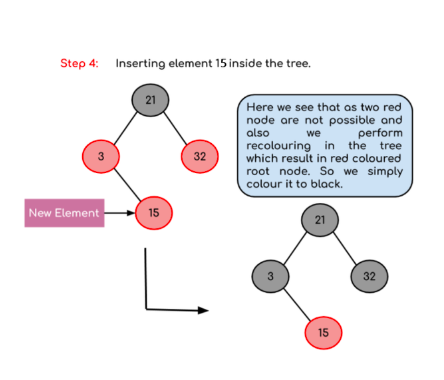 Step 4: Inserting element 15 inside the tree.
21
3
32
New Element
15
Here we see that as two red
node are not possible and
also we perform
recolouring in the tree
which result in red coloured
root node. So we simply
colour it to black.
21
3
32
15